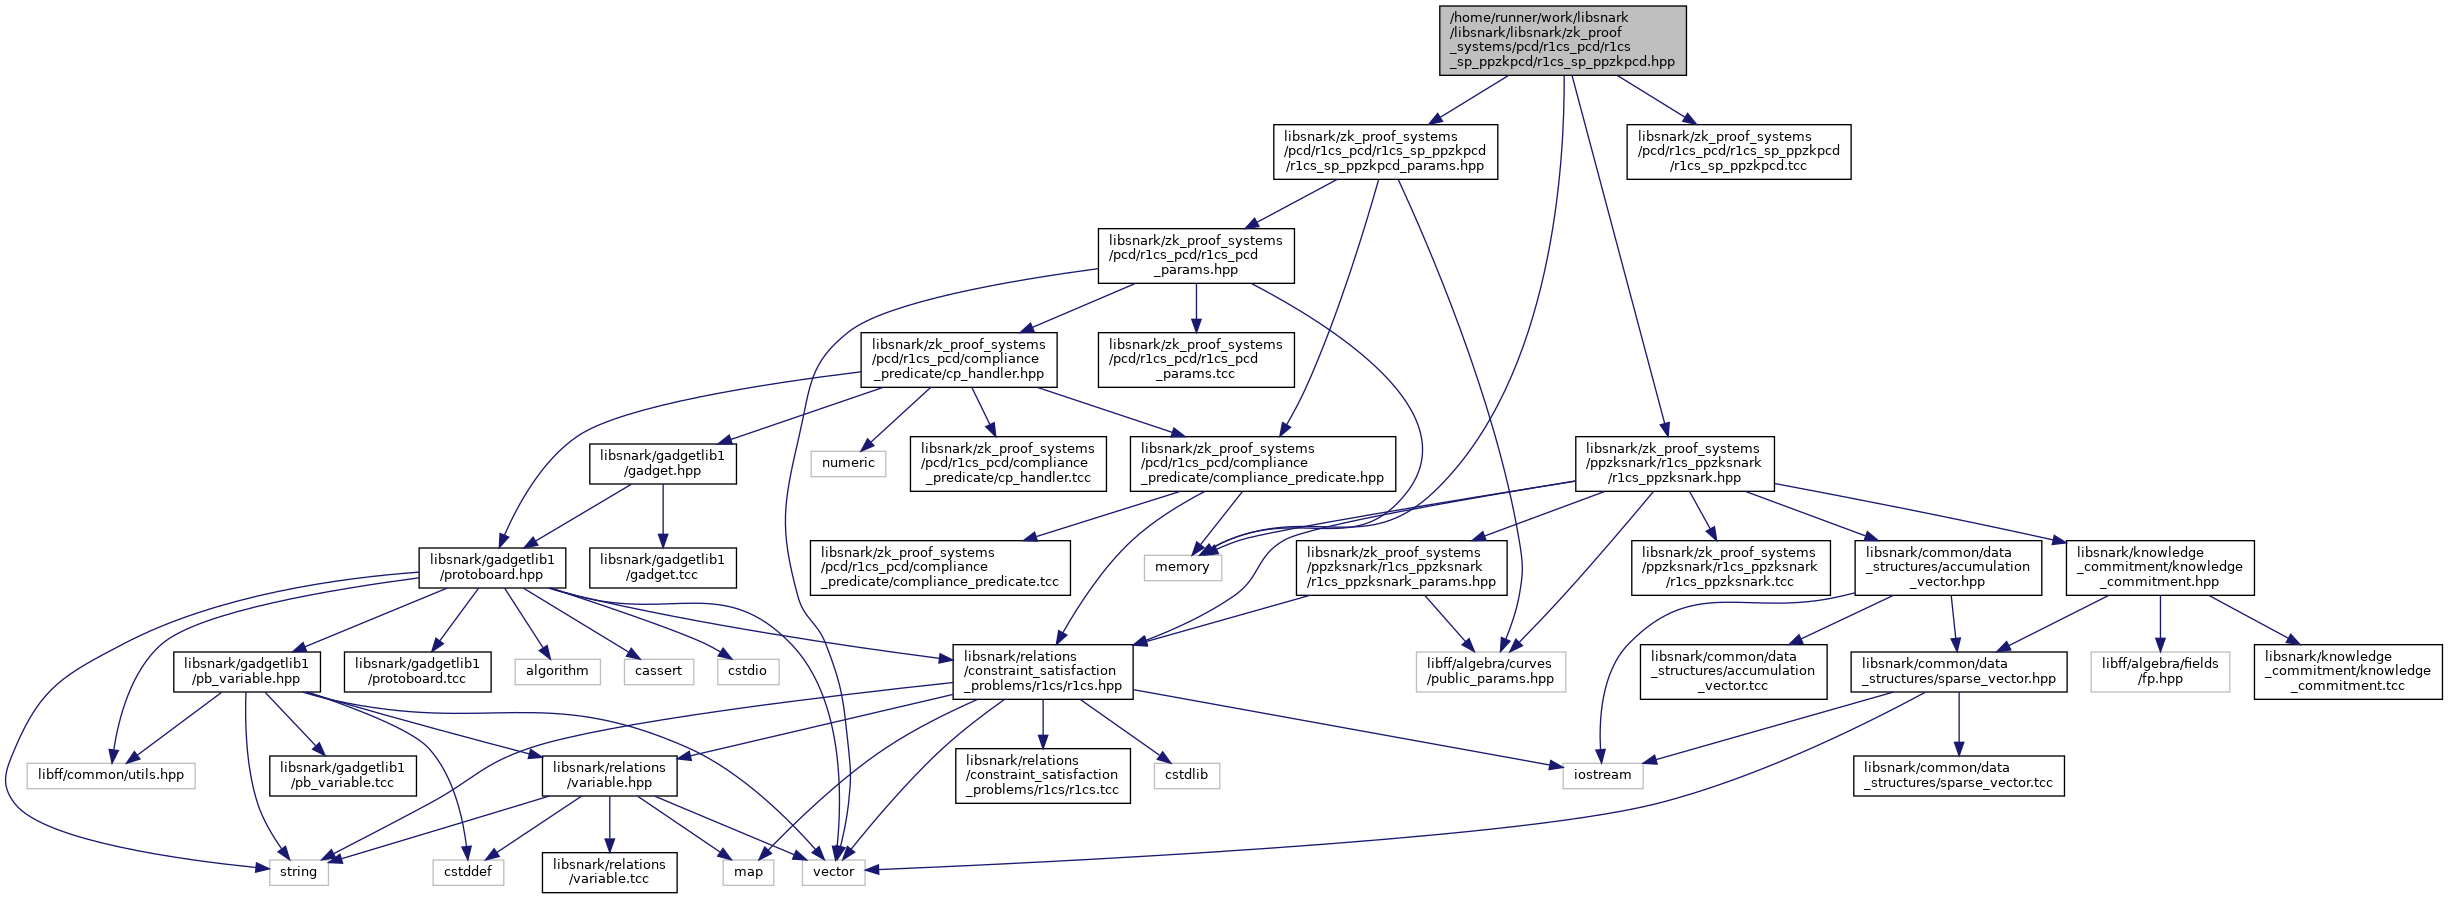 /home/runner/work/libsnark
/libsnark/libsnark/zk_proof
_systems/pcd/r1cs_pcd/r1cs
_sp_ppzkpcd/r1cs_sp_ppzkpcd.hpp
libsnark/zk_proof_systems
/pcd/r1cs_pcd/r1cs_sp_ppzkpcd
/r1cs_sp_ppzkpcd_params.hpp
libsnark/zk_proof_systems
/pcd/r1cs_pcd/r1cs_sp_ppzkpcd
/r1cs_sp_ppzkpcd.tcc
libsnark/zk_proof_systems
/pcd/r1cs_pcd/r1cs_pcd
_params.hpp
libsnark/zk_proof_systems
/pcd/r1cs_pcd/compliance
_predicate/cp_handler.hpp
libsnark/zk_proof_systems
/pcd/r1cs_pcd/r1cs_pcd
_params.tcc
libsnark/gadgetlib1
/gadget.hpp
numeric
libsnark/zk_proof_systems
/pcd/r1cs_pcd/compliance
_predicate/cp_handler.tcc
libsnark/zk_proof_systems
/pcd/r1cs_pcd/compliance
_predicate/compliance_predicate.hpp
libsnark/zk_proof_systems
/ppzksnark/r1cs_ppzksnark
/r1cs_ppzksnark.hpp
libsnark/gadgetlib1
/protoboard.hpp
libsnark/gadgetlib1
/gadget.tcc
libsnark/zk_proof_systems
/pcd/r1cs_pcd/compliance
_predicate/compliance_predicate.tcc
memory
libsnark/zk_proof_systems
/ppzksnark/r1cs_ppzksnark
/r1cs_ppzksnark_params.hpp
libsnark/zk_proof_systems
/ppzksnark/r1cs_ppzksnark
/r1cs_ppzksnark.tcc
libsnark/common/data
_structures/accumulation
_vector.hpp
libsnark/knowledge
_commitment/knowledge
_commitment.hpp
libsnark/gadgetlib1
/pb_variable.hpp
libsnark/gadgetlib1
/protoboard.tcc
algorithm
cassert
cstdio
libsnark/relations
/constraint_satisfaction
_problems/r1cs/r1cs.hpp
libff/algebra/curves
/public_params.hpp
libsnark/common/data
_structures/accumulation
_vector.tcc
libsnark/common/data
_structures/sparse_vector.hpp
libff/algebra/fields
/fp.hpp
libsnark/knowledge
_commitment/knowledge
_commitment.tcc
libff/common/utils.hpp
libsnark/gadgetlib1
/pb_variable.tcc
libsnark/relations
/variable.hpp
libsnark/relations
/constraint_satisfaction
_problems/r1cs/r1cs.tcc
cstdlib
iostream
libsnark/common/data
_structures/sparse_vector.tcc
string
cstddef
libsnark/relations
/variable.tcc
map
vector